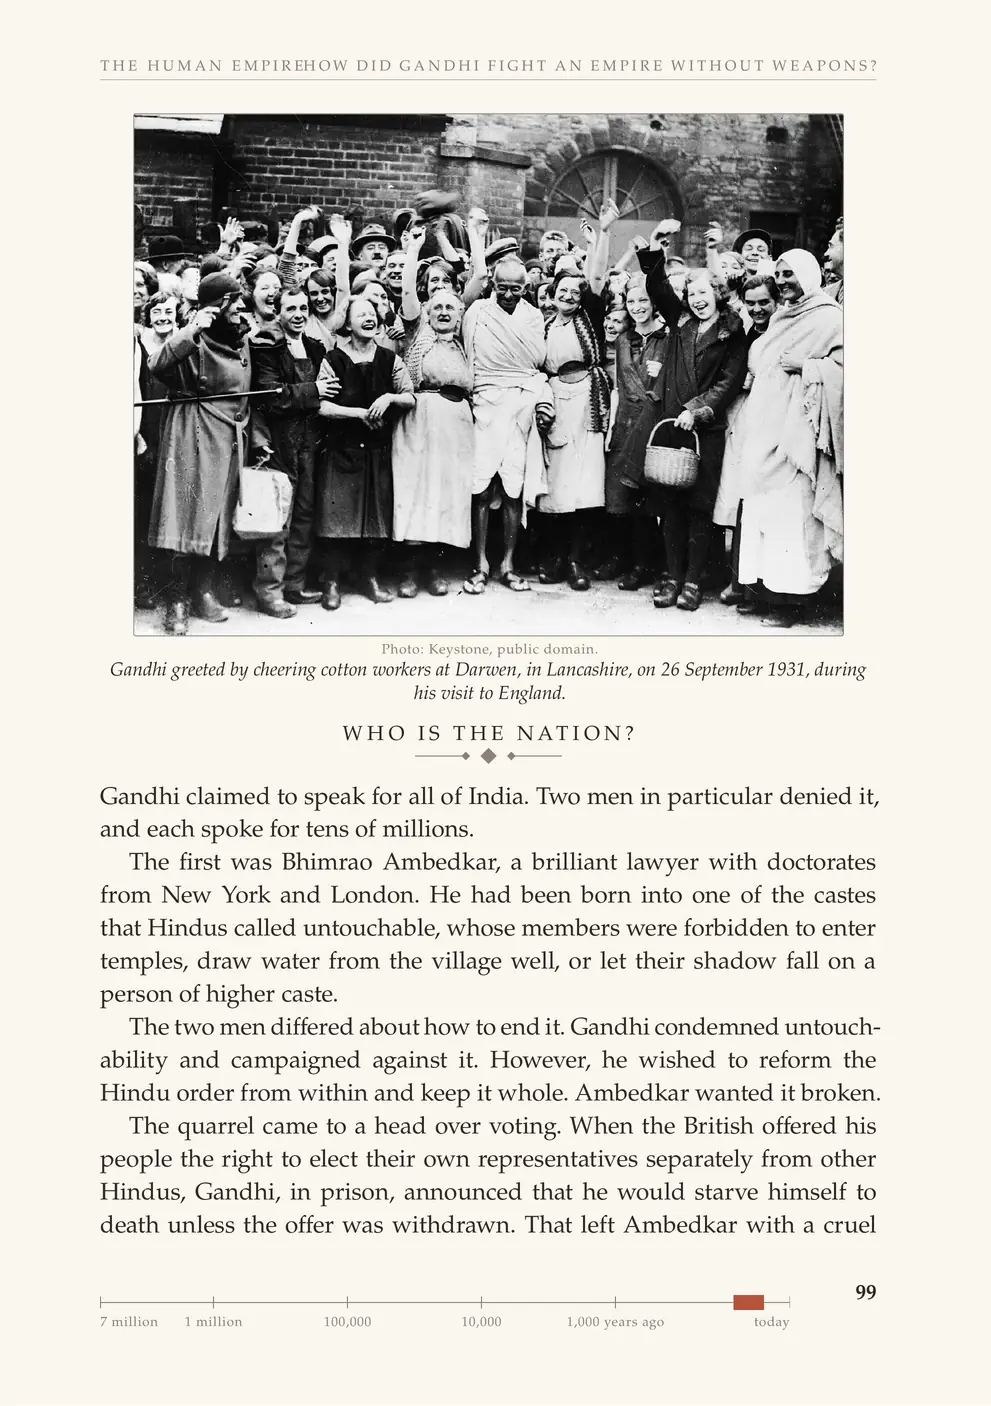 THE HUMAN EMPIREHOW DID GANDHI FIGHT AN EMPIRE WITHOUT WEAPONS?
Photo: Keystone, public domain.
Gandhi greeted by cheering cotton workers at Darwen, in Lancashire, on 26 September 1931, during
his visit to England.
WHO IS THE NATION?
Gandhi claimed to speak for all of India. Two men in particular denied it,
and each spoke for tens of millions.
The first was Bhimrao Ambedkar, a brilliant lawyer with doctorates
from New York and London. He had been born into one of the castes
that Hindus called untouchable, whose members were forbidden to enter
temples, draw water from the village well, or let their shadow fall on a
person of higher caste.
The two men differed about how to end it. Gandhi condemned untouch-
ability and campaigned against it. However, he wished to reform the
Hindu order from within and keep it whole. Ambedkar wanted it broken.
The quarrel came to a head over voting. When the British offered his
people the right to elect their own representatives separately from other
Hindus, Gandhi, in prison, announced that he would starve himself to
death unless the offer was withdrawn. That left Ambedkar with a cruel
99
7 million 1 million 100,000 10,000 1,000 years ago today